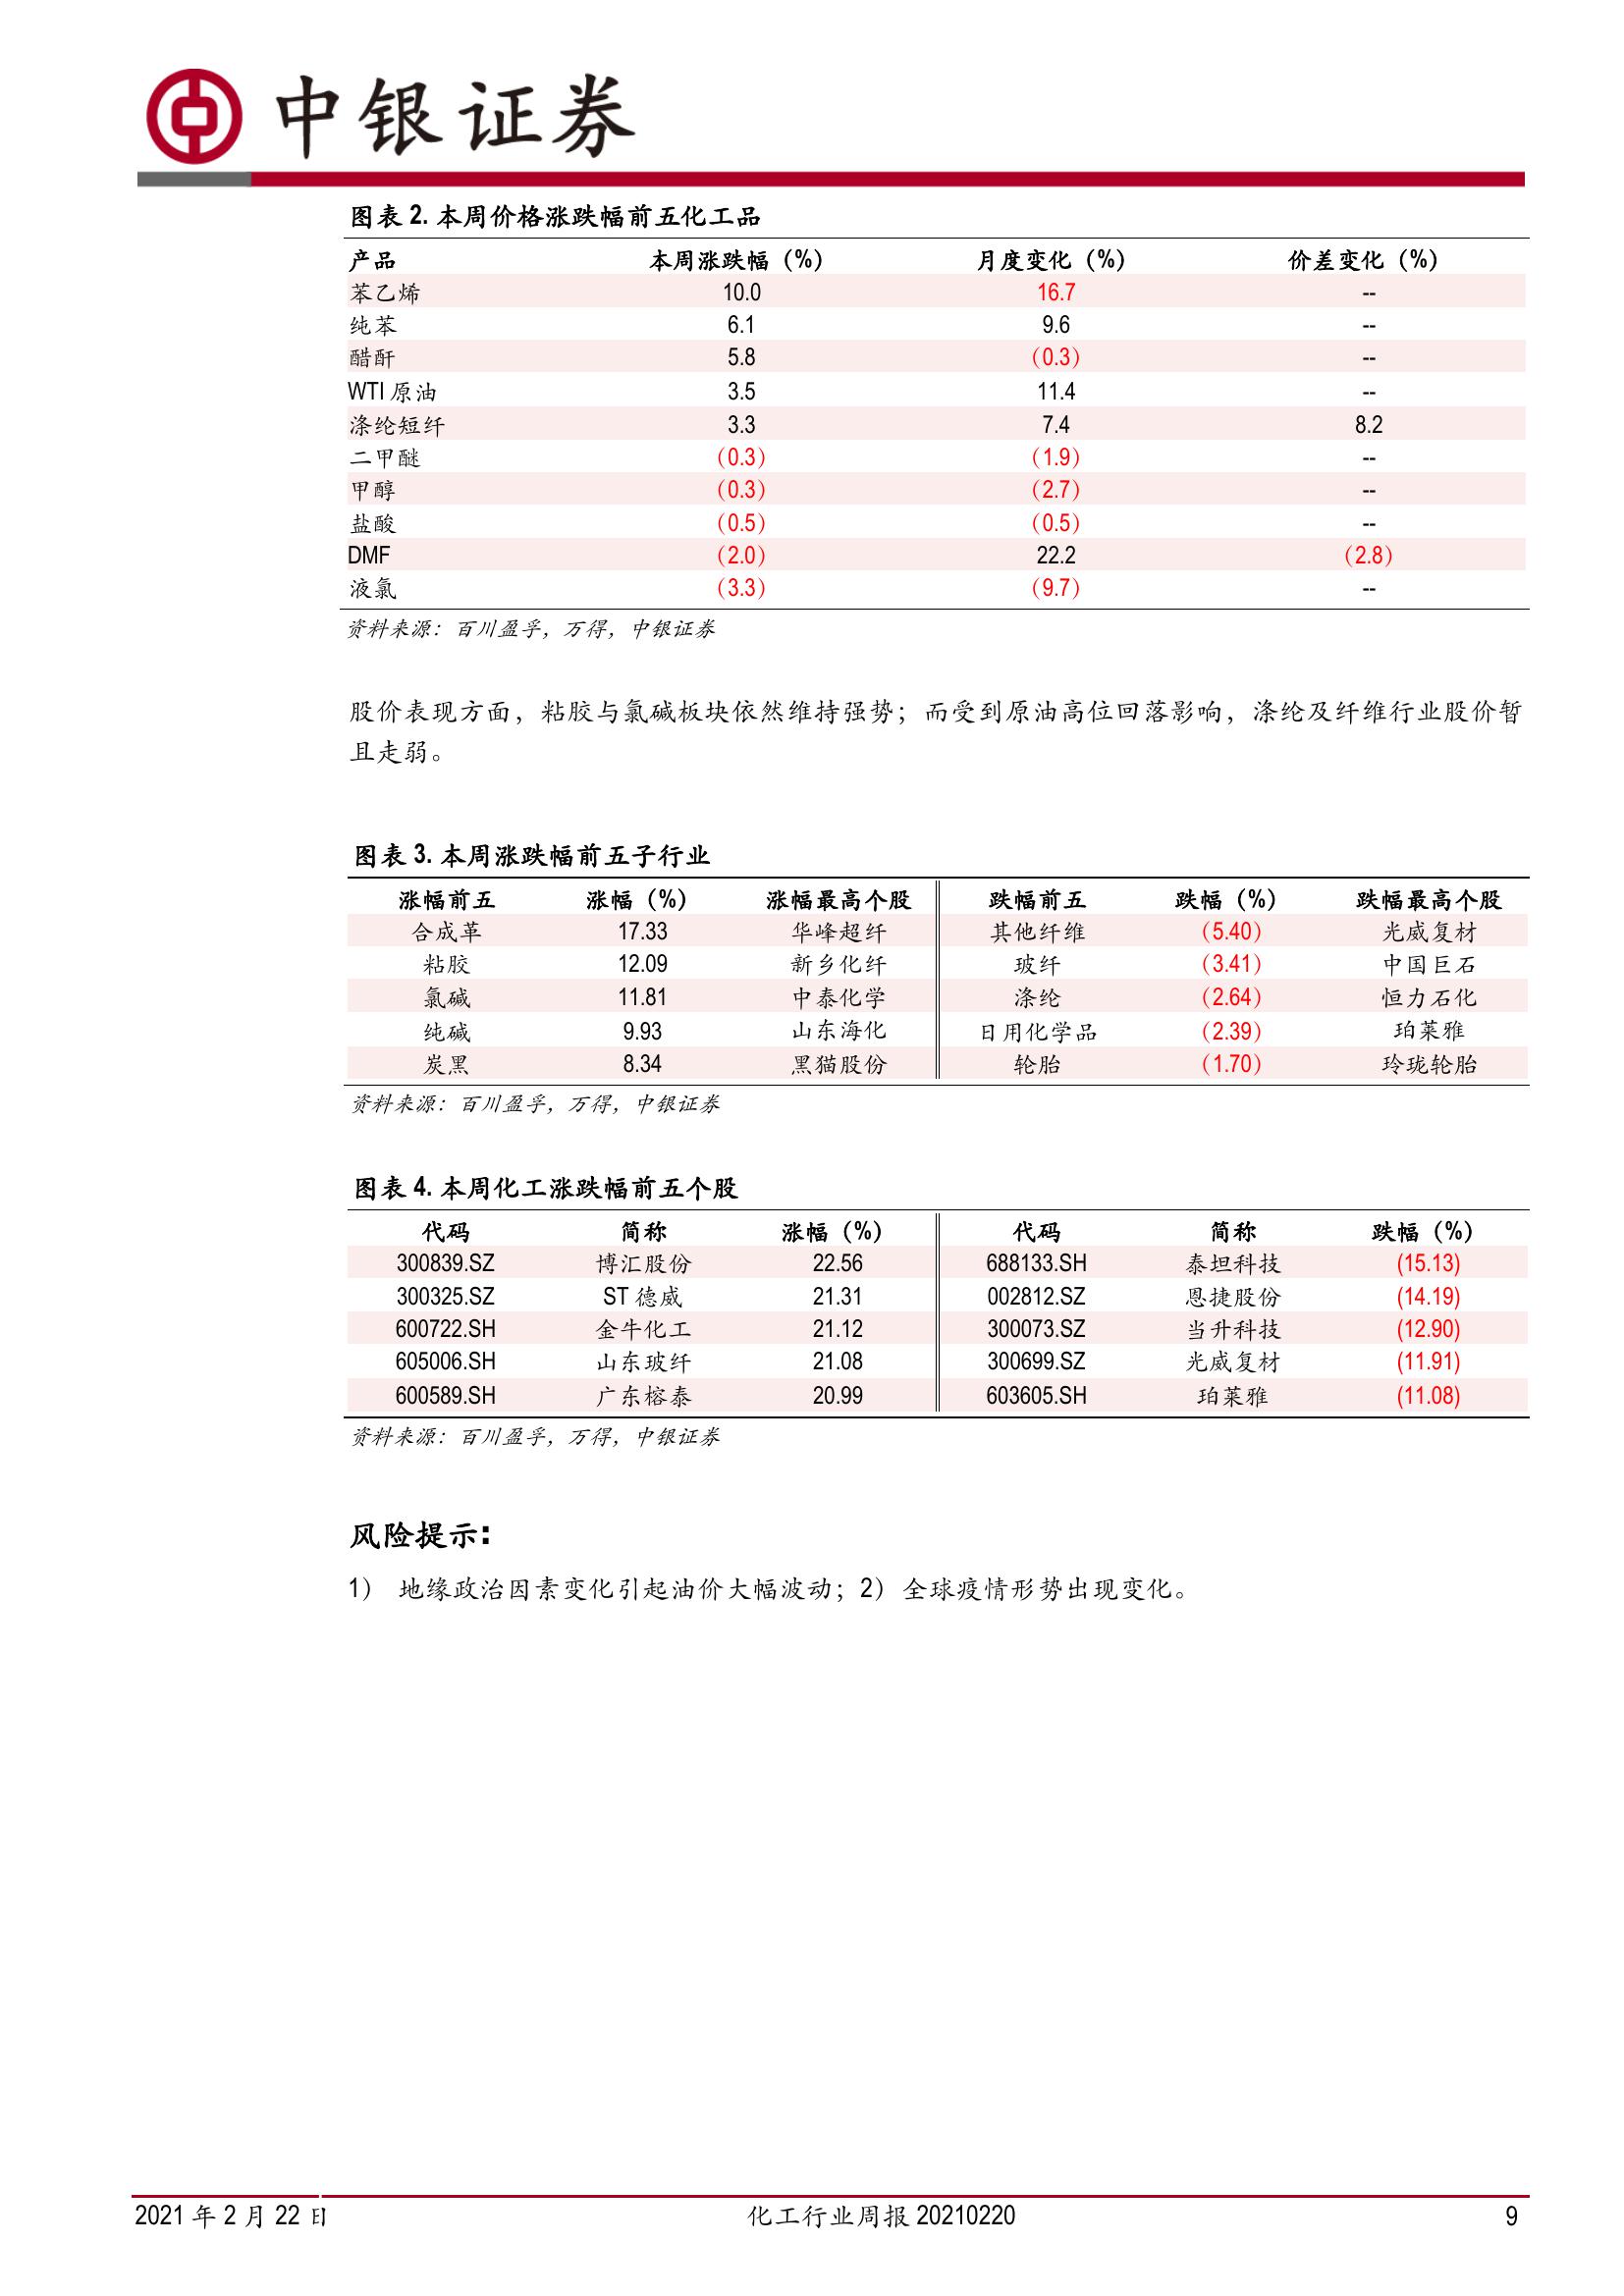 中银证券
图表 2. 本周价格涨跌幅前五化工品
产品 本周涨跌幅（%） 月度变化（%） 价差变化（%）
苯乙烯 10.0 16.7 --
纯苯 6.1 9.6 --
醋酐 5.8 （0.3） --
WTI 原油 3.5 11.4 --
涤纶短纤 3.3 7.4 8.2
二甲醚 （0.3） （1.9） --
甲醇 （0.3） （2.7） --
盐酸 （0.5） （0.5） --
DMF （2.0） 22.2 （2.8）
液氯 （3.3） （9.7） --
资料来源：百川盈孚，万得，中银证券
股价表现方面，粘胶与氯碱板块依然维持强势；而受到原油高位回落影响，涤纶及纤维行业股价暂
且走弱。
图表 3. 本周涨跌幅前五子行业
涨幅前五 涨幅（%） 涨幅最高个股 跌幅前五 跌幅（%） 跌幅最高个股
合成革 17.33 华峰超纤 其他纤维 （5.40） 光威复材
粘胶 12.09 新乡化纤 玻纤 （3.41） 中国巨石
氯碱 11.81 中泰化学 涤纶 （2.64） 恒力石化
纯碱 9.93 山东海化 日用化学品 （2.39） 珀莱雅
炭黑 8.34 黑猫股份 轮胎 （1.70） 玲珑轮胎
资料来源：百川盈孚，万得，中银证券
图表 4. 本周化工涨跌幅前五个股
代码 简称 涨幅（%） 代码 简称 跌幅（%）
300839.SZ 博汇股份 22.56 688133.SH 泰坦科技 (15.13)
300325.SZ ST 德威 21.31 002812.SZ 恩捷股份 (14.19)
600722.SH 金牛化工 21.12 300073.SZ 当升科技 (12.90)
605006.SH 山东玻纤 21.08 300699.SZ 光威复材 (11.91)
600589.SH 广东榕泰 20.99 603605.SH 珀莱雅 (11.08)
资料来源：百川盈孚，万得，中银证券
风险提示：
1） 地缘政治因素变化引起油价大幅波动；2）全球疫情形势出现变化。
2021 年 2 月 22 日 化工行业周报 20210220 9